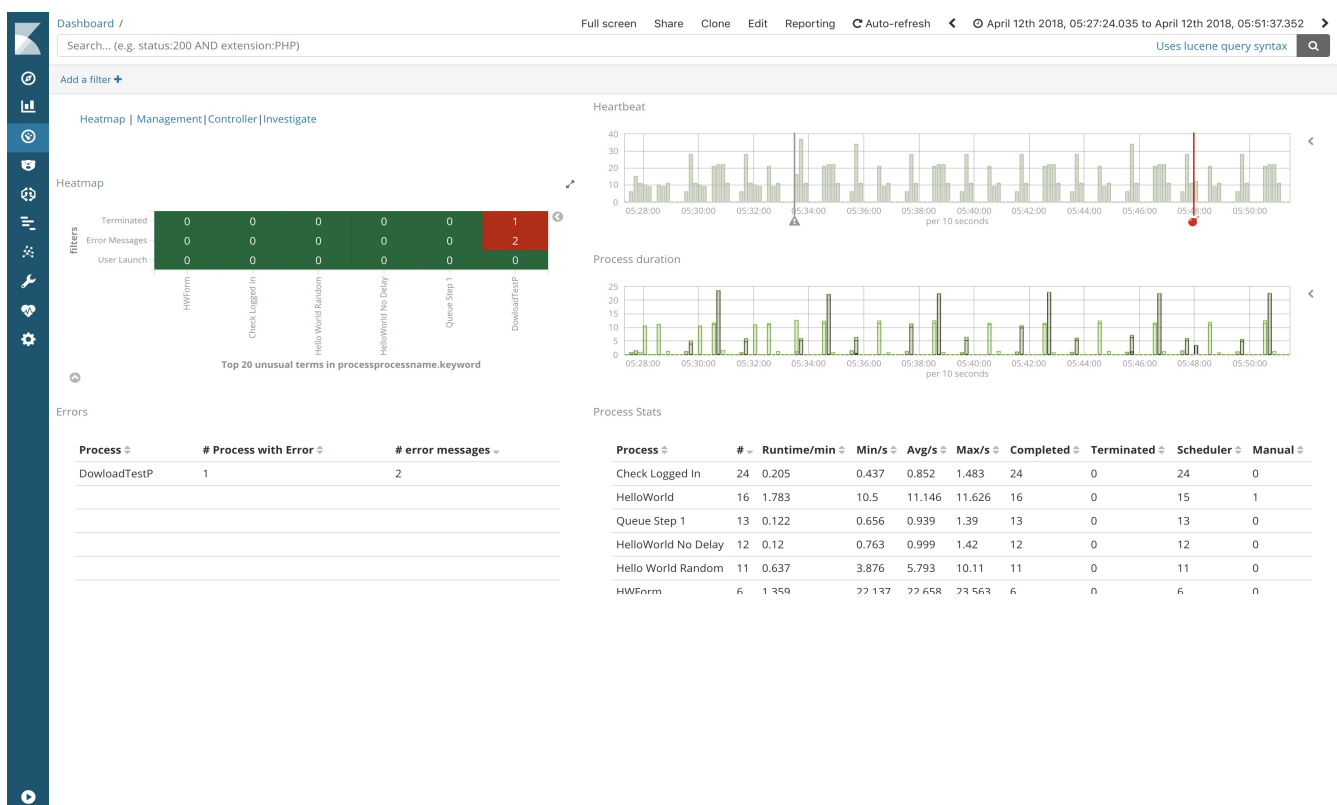 Dashboard /
Full screen Share Clone Edit Reporting Auto-refresh April 12th 2018, 05:27:24.035 to April 12th 2018, 05:51:37.352
Search... (e.g. status:200 AND extension:PHP)
Uses lucene query syntax
Add a filter
Heatmap | Management|Controller|Investigate
Heatmap
filters
Terminated 0 0 0 0 0 1
Error Messages 0 0 0 0 0 2
User Launch 0 0 0 0 0 0
HWForm
Check Logged In
Hello World Random
HelloWorld No Delay
Queue Step 1
DowloadTestP
Top 20 unusual terms in processprocessname.keyword
Heartbeat
40
30
20
10
0
05:28:00 05:30:00 05:32:00 05:34:00 05:36:00 05:38:00 05:40:00 05:42:00 05:44:00 05:46:00 05:48:00 05:50:00
per 10 seconds
Process duration
25
20
15
10
5
0
05:28:00 05:30:00 05:32:00 05:34:00 05:36:00 05:38:00 05:40:00 05:42:00 05:44:00 05:46:00 05:48:00 05:50:00
per 10 seconds
Errors
Process # Process with Error # error messages
DowloadTestP 1 2
Process Stats
Process # Runtime/min Min/s Avg/s Max/s Completed Terminated Scheduler Manual
Check Logged In 24 0.205 0.437 0.852 1.483 24 0 24 0
HelloWorld 16 1.783 10.5 11.146 11.626 16 0 15 1
Queue Step 1 13 0.122 0.656 0.939 1.39 13 0 13 0
HelloWorld No Delay 12 0.12 0.763 0.999 1.42 12 0 12 0
Hello World Random 11 0.637 3.876 5.793 10.11 11 0 11 0
HWForm 6 1.359 22.137 22.658 23.563 6 0 6 0